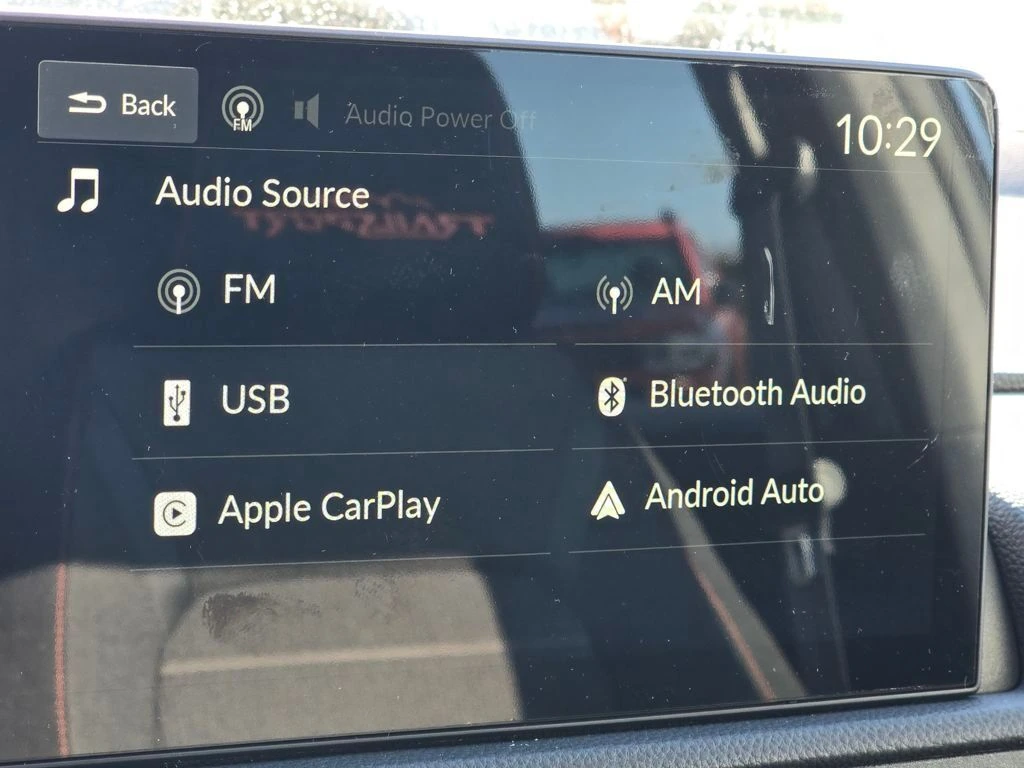 Back
FM
Audio Power Off
10:29
Audio Source
FM
AM
USB
Bluetooth Audio
Apple CarPlay
Android Auto